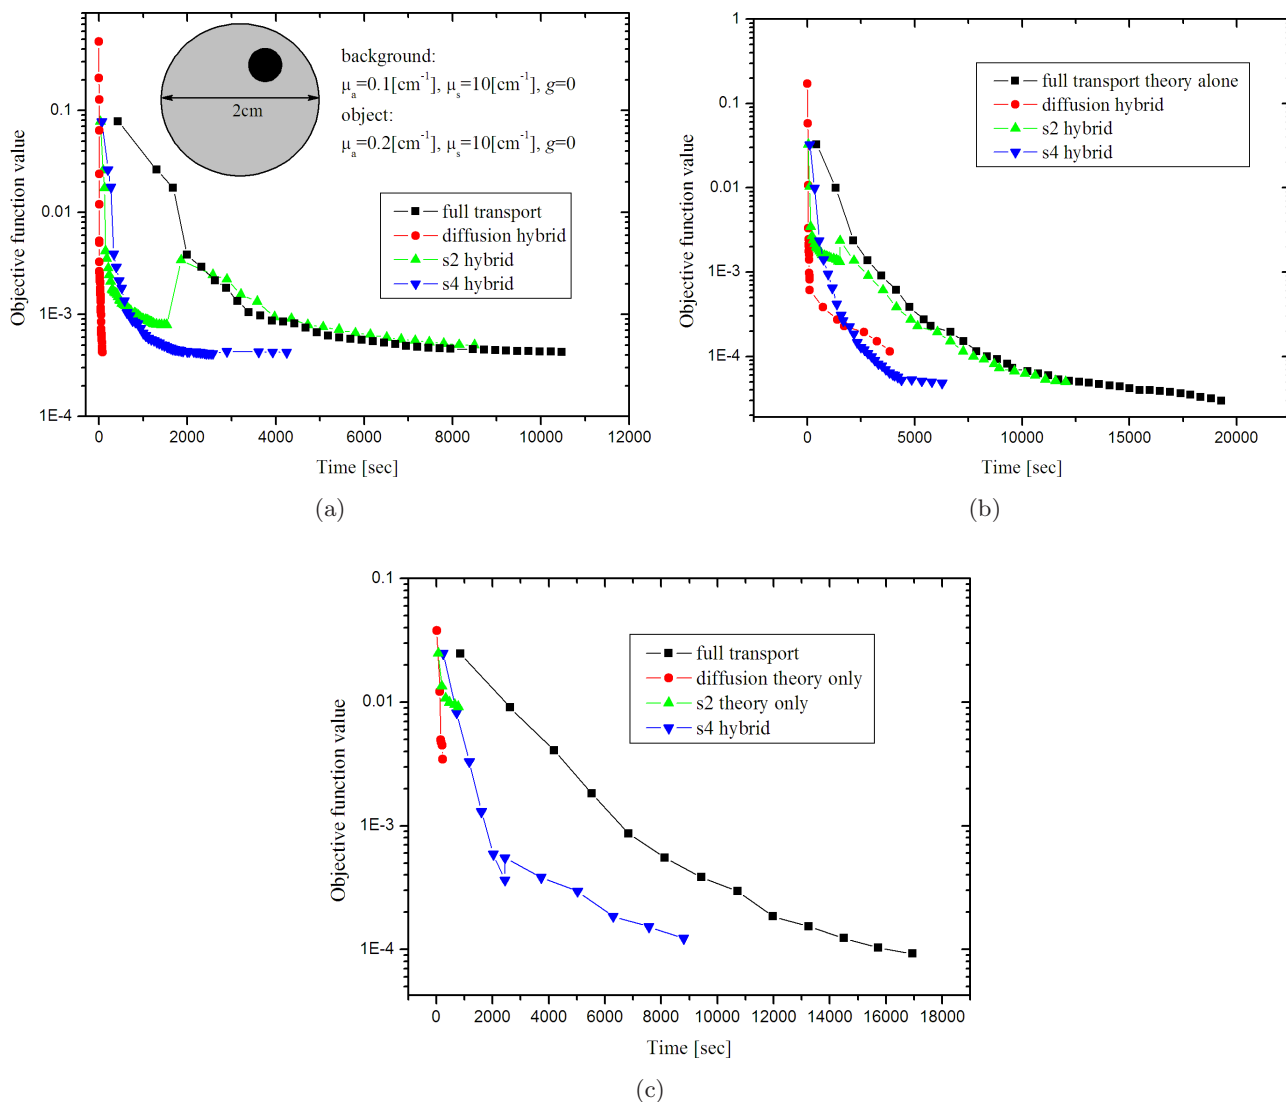 0.1
0.01
1E-3
1E-4
Objective function value
2cm
background:
μa=0.1[cm-1], μs=10[cm-1], g=0
object:
μa=0.2[cm-1], μs=10[cm-1], g=0
full transport
diffusion hybrid
s2 hybrid
s4 hybrid
0 2000 4000 6000 8000 10000 12000
Time [sec]
(a)
1
0.1
0.01
1E-3
1E-4
Objective function value
full transport theory alone
diffusion hybrid
s2 hybrid
s4 hybrid
0 5000 10000 15000 20000
Time [sec]
(b)
0.1
0.01
1E-3
1E-4
Objective function value
full transport
diffusion theory only
s2 theory only
s4 hybrid
0 2000 4000 6000 8000 10000 12000 14000 16000 18000
Time [sec]
(c)